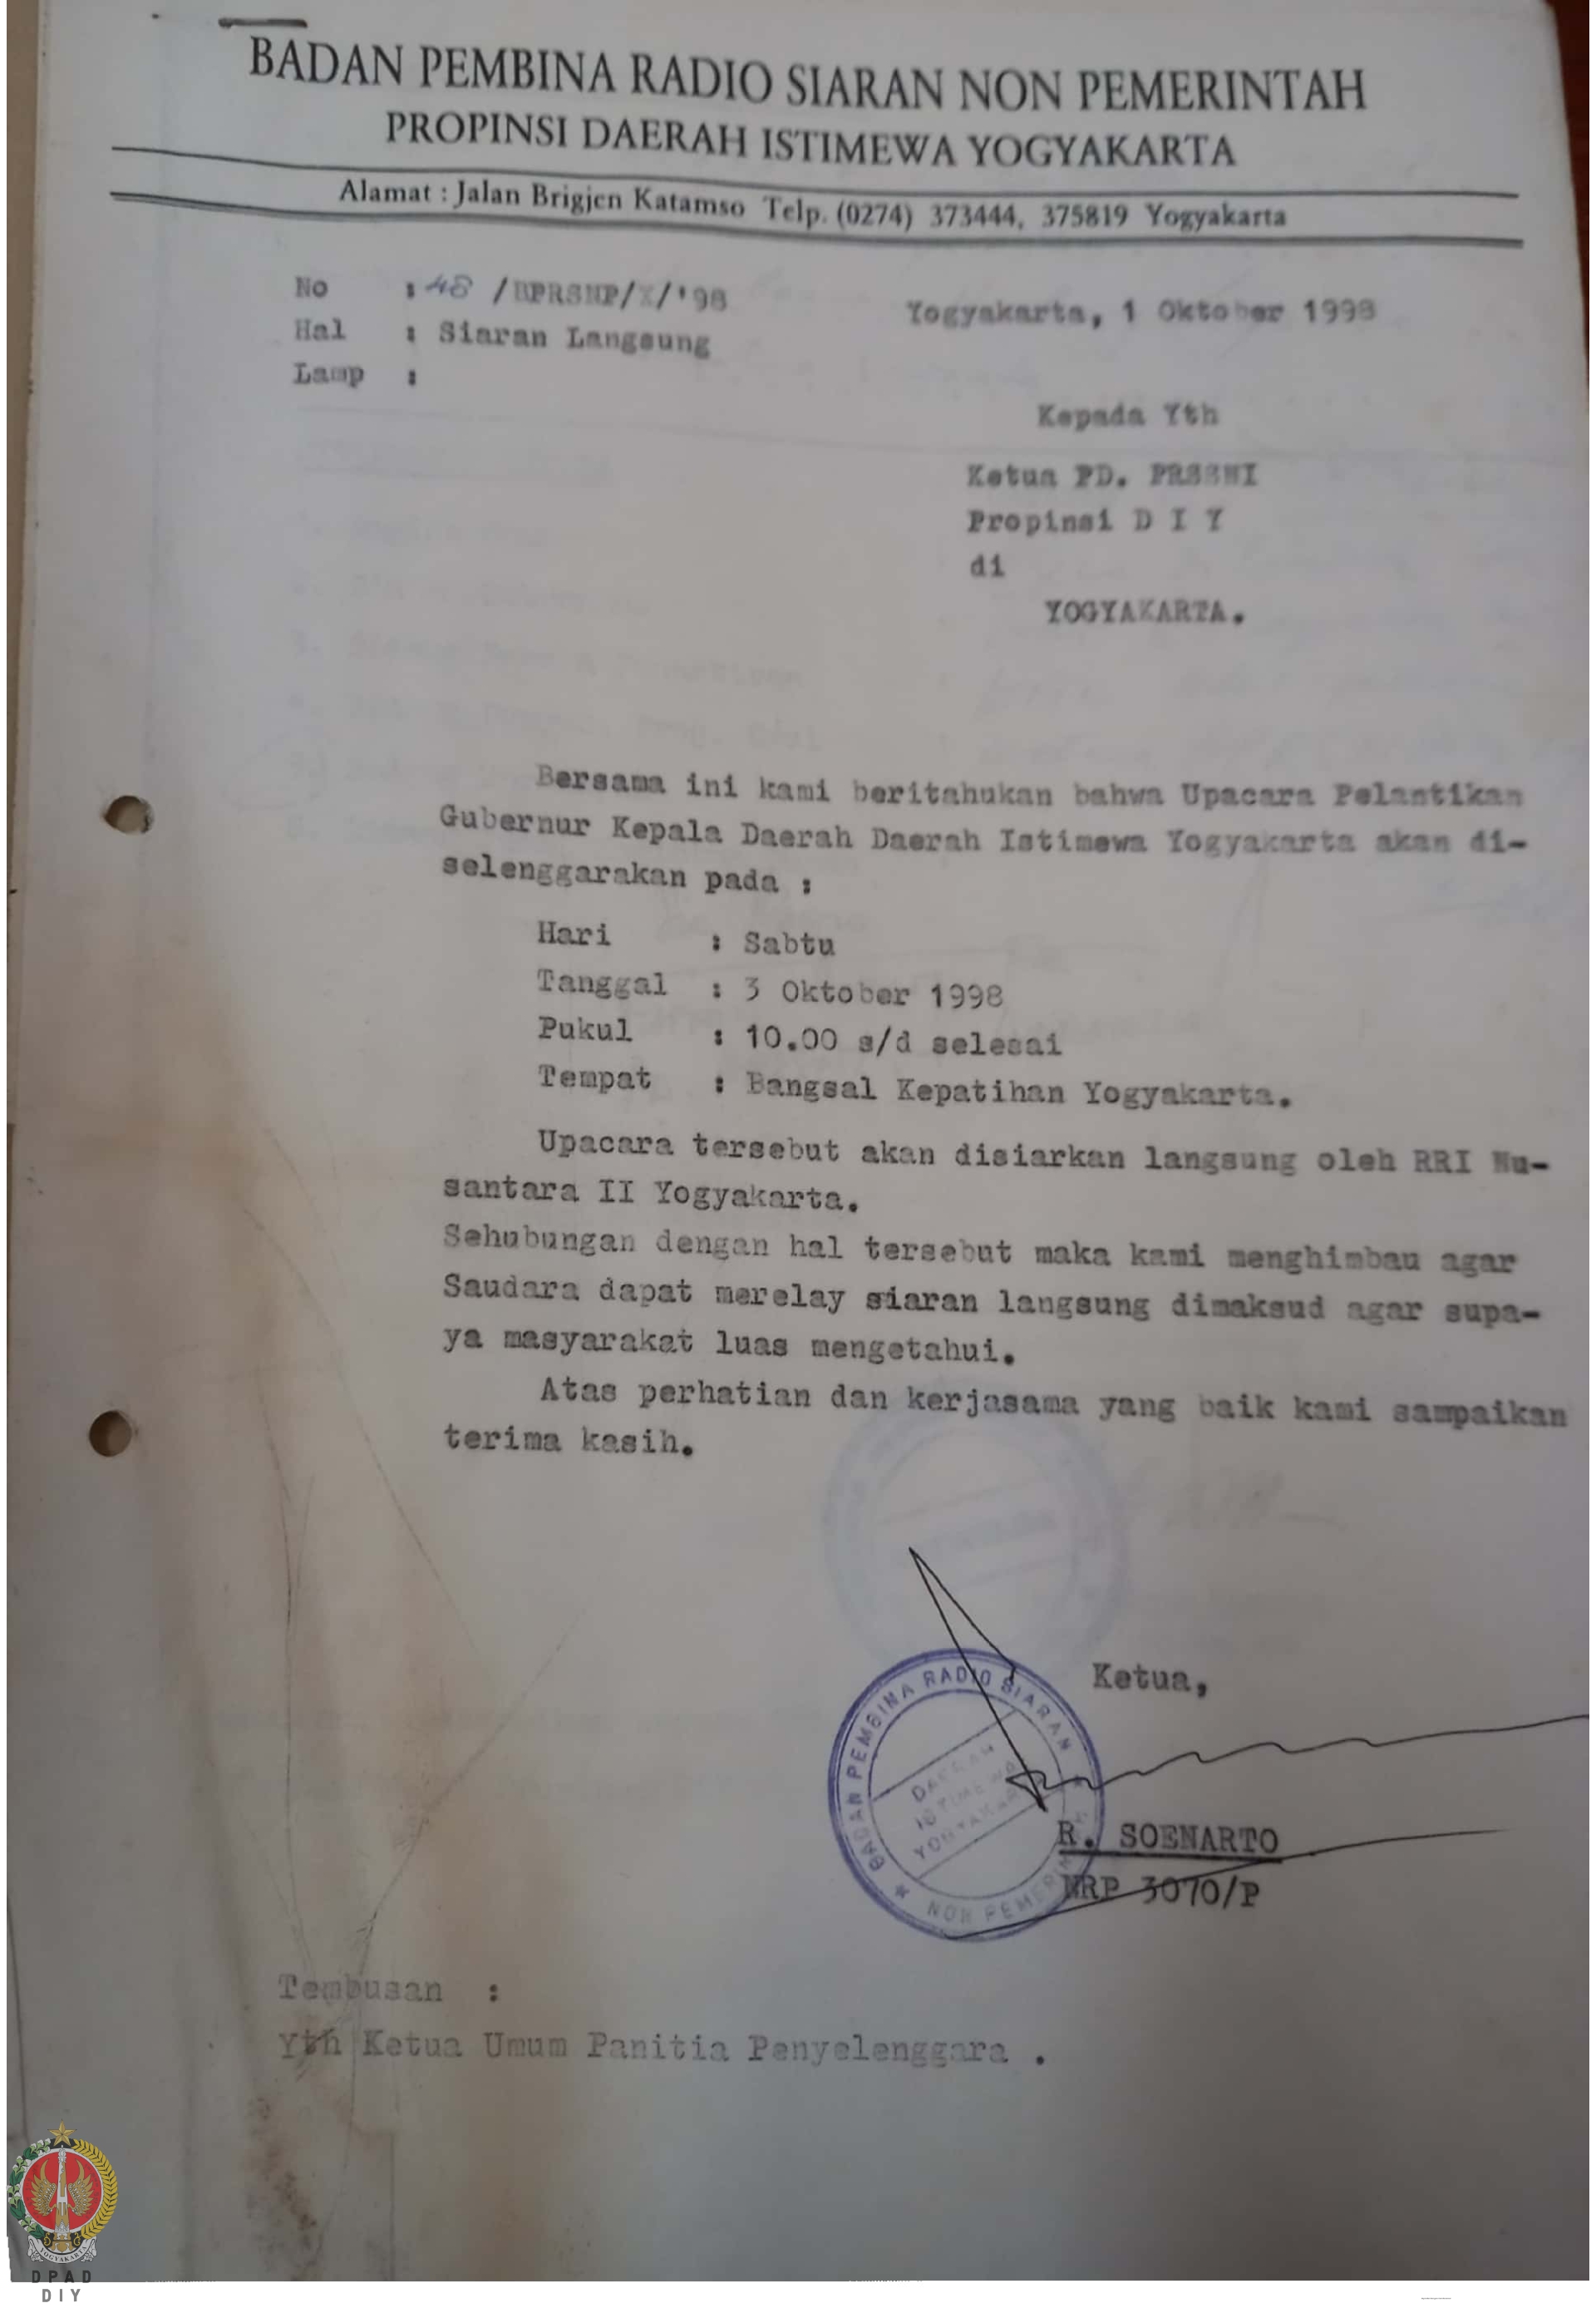 BADAN PEMBINA RADIO SIARAN NON PEMERINTAH
PROPINSI DAERAH ISTIMEWA YOGYAKARTA
Alamat : Jalan Brigjen Katamso Telp. (0274) 373444, 375819 Yogyakarta
No : 48 /BPRSNP/X/'98
Yogyakarta, 1 Oktober 1998
Hal : Siaran Langsung
Lamp :
Kepada Yth
Ketua PD. PRSSNI
Propinsi D I Y
di
YOGYAKARTA.
Bersama ini kami beritahukan bahwa Upacara Pelantikan
Gubernur Kepala Daerah Daerah Istimewa Yogyakarta akan di-
selenggarakan pada :
Hari : Sabtu
Tanggal : 3 Oktober 1998
Pukul : 10.00 s/d selesai
Tempat : Bangsal Kepatihan Yogyakarta.
Upacara tersebut akan disiarkan langsung oleh RRI Nu-
santara II Yogyakarta.
Sehubungan dengan hal tersebut maka kami menghimbau agar
Saudara dapat merelay siaran langsung dimaksud agar supa-
ya masyarakat luas mengetahui.
Atas perhatian dan kerjasama yang baik kami sampaikan
terima kasih.
Ketua,
BADAN PEMBINA RADIO SIARAN
DAERAH
ISTIMEWA
YOGYAKARTA
NON PEMERINTAH
R. SOENARTO
NRP 3070/P
Tembusan :
Yth Ketua Umum Panitia Penyelenggara .
YOGYAKARTA
DPAD
DIY